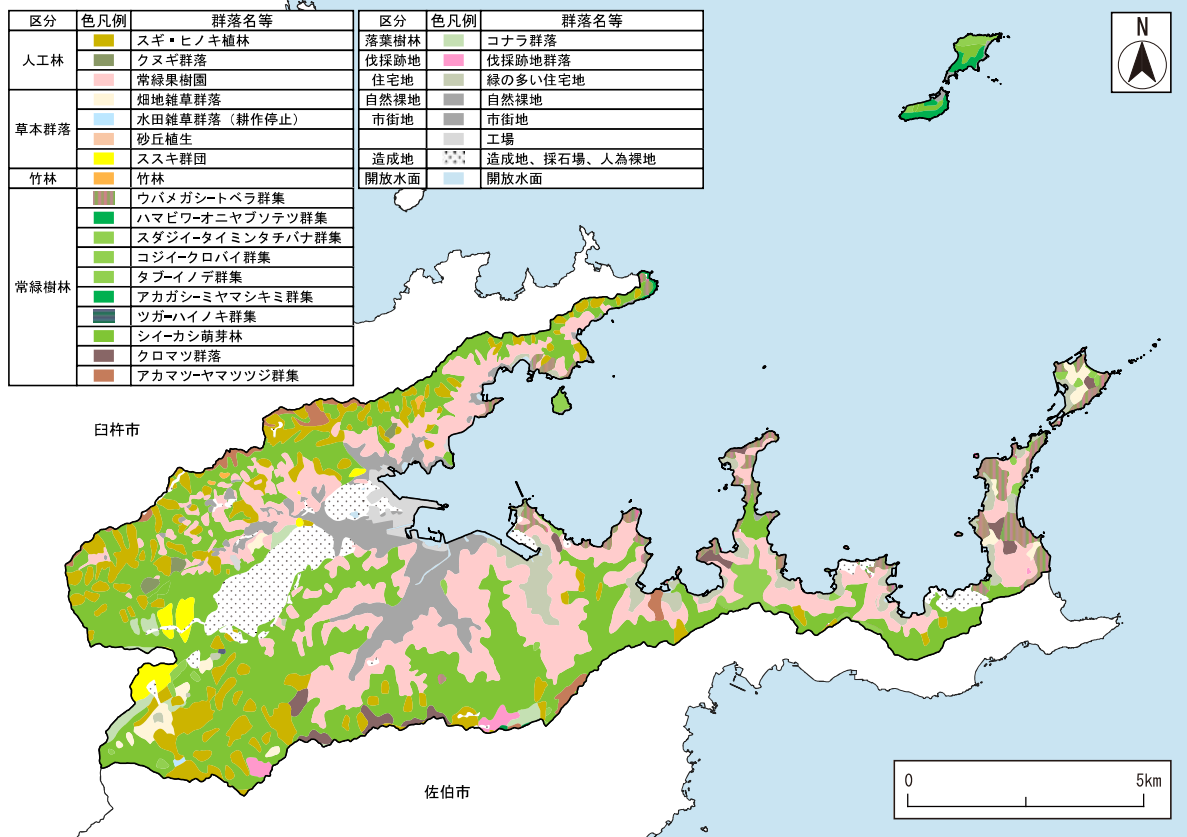 区分 色凡例 群落名等
人工林
スギ・ヒノキ植林
クヌギ群落
常緑果樹園
草本群落
畑地雑草群落
水田雑草群落(耕作停止)
砂丘植生
ススキ群団
竹林 竹林
常緑樹林
ウバメガシートベラ群集
ハマビワーオニヤブソテツ群集
スダジイータイミンタチバナ群集
コジイークロバイ群集
タブーイノデ群集
アカガシーミヤマシキミ群集
ツガーハイノキ群集
シイーカシ萌芽林
クロマツ群落
アカマツーヤマツツジ群集
区分 色凡例 群落名等
落葉樹林 コナラ群落
伐採跡地 伐採跡地群落
住宅地 緑の多い住宅地
自然裸地 自然裸地
市街地 市街地
工場
造成地 造成地、採石場、人為裸地
開放水面 開放水面
N
臼杵市
佐伯市
0 5km